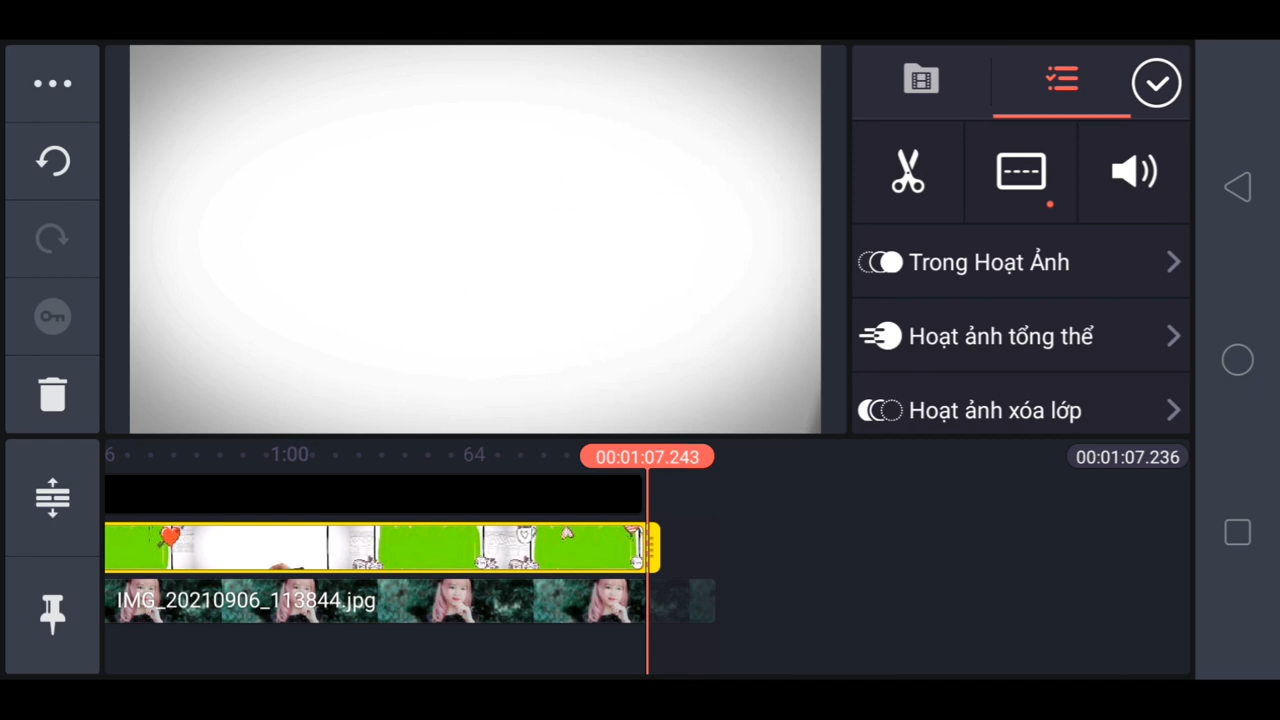 Trong Hoạt Ảnh
Hoạt ảnh tổng thể
Hoạt ảnh xóa lớp
6
1:00
64
00:01:07.243
00:01:07.236
IMG_20210906_113844.jpg